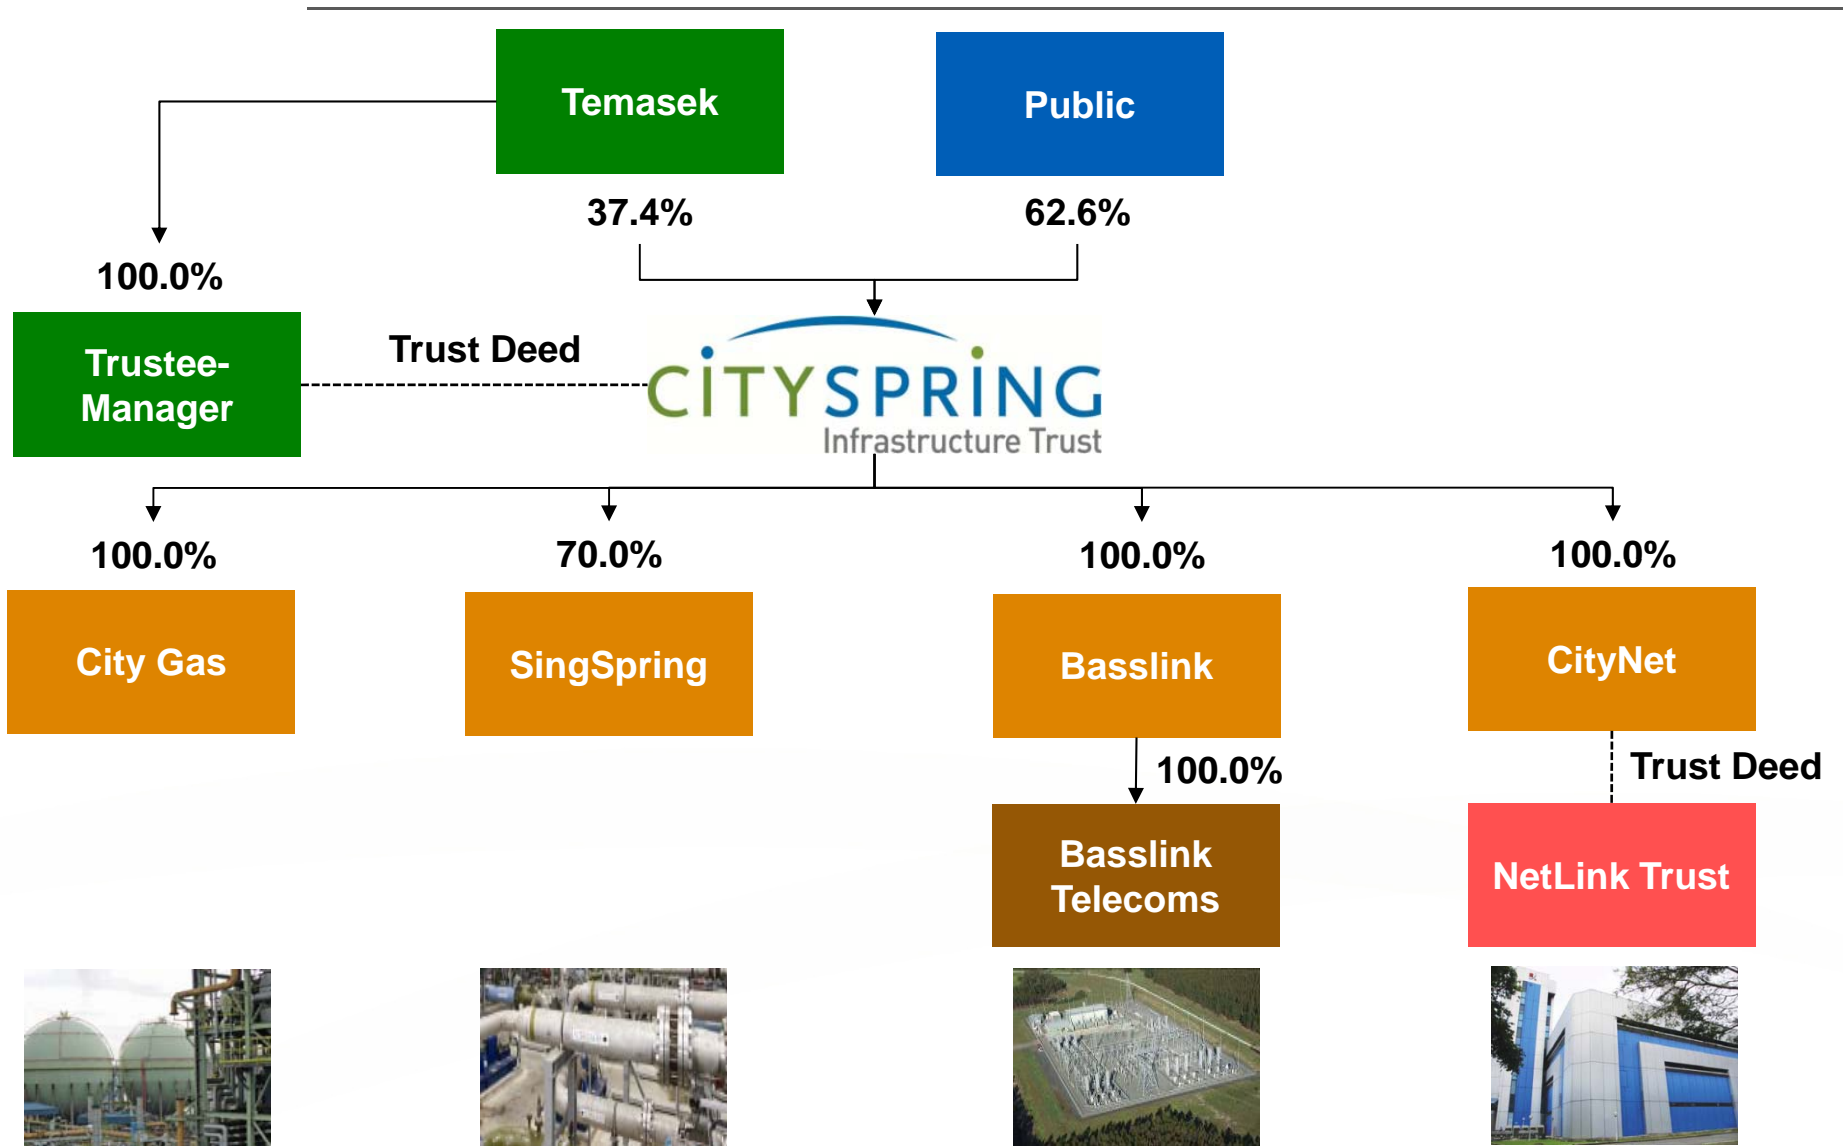 Temasek
Public
37.4%
62.6%
100.0%
Trustee-
Manager
Trust Deed
CiTYSPRiNG
Infrastructure Trust
100.0%
70.0%
100.0%
100.0%
City Gas
SingSpring
Basslink
CityNet
100.0%
Trust Deed
Basslink
Telecoms
NetLink Trust